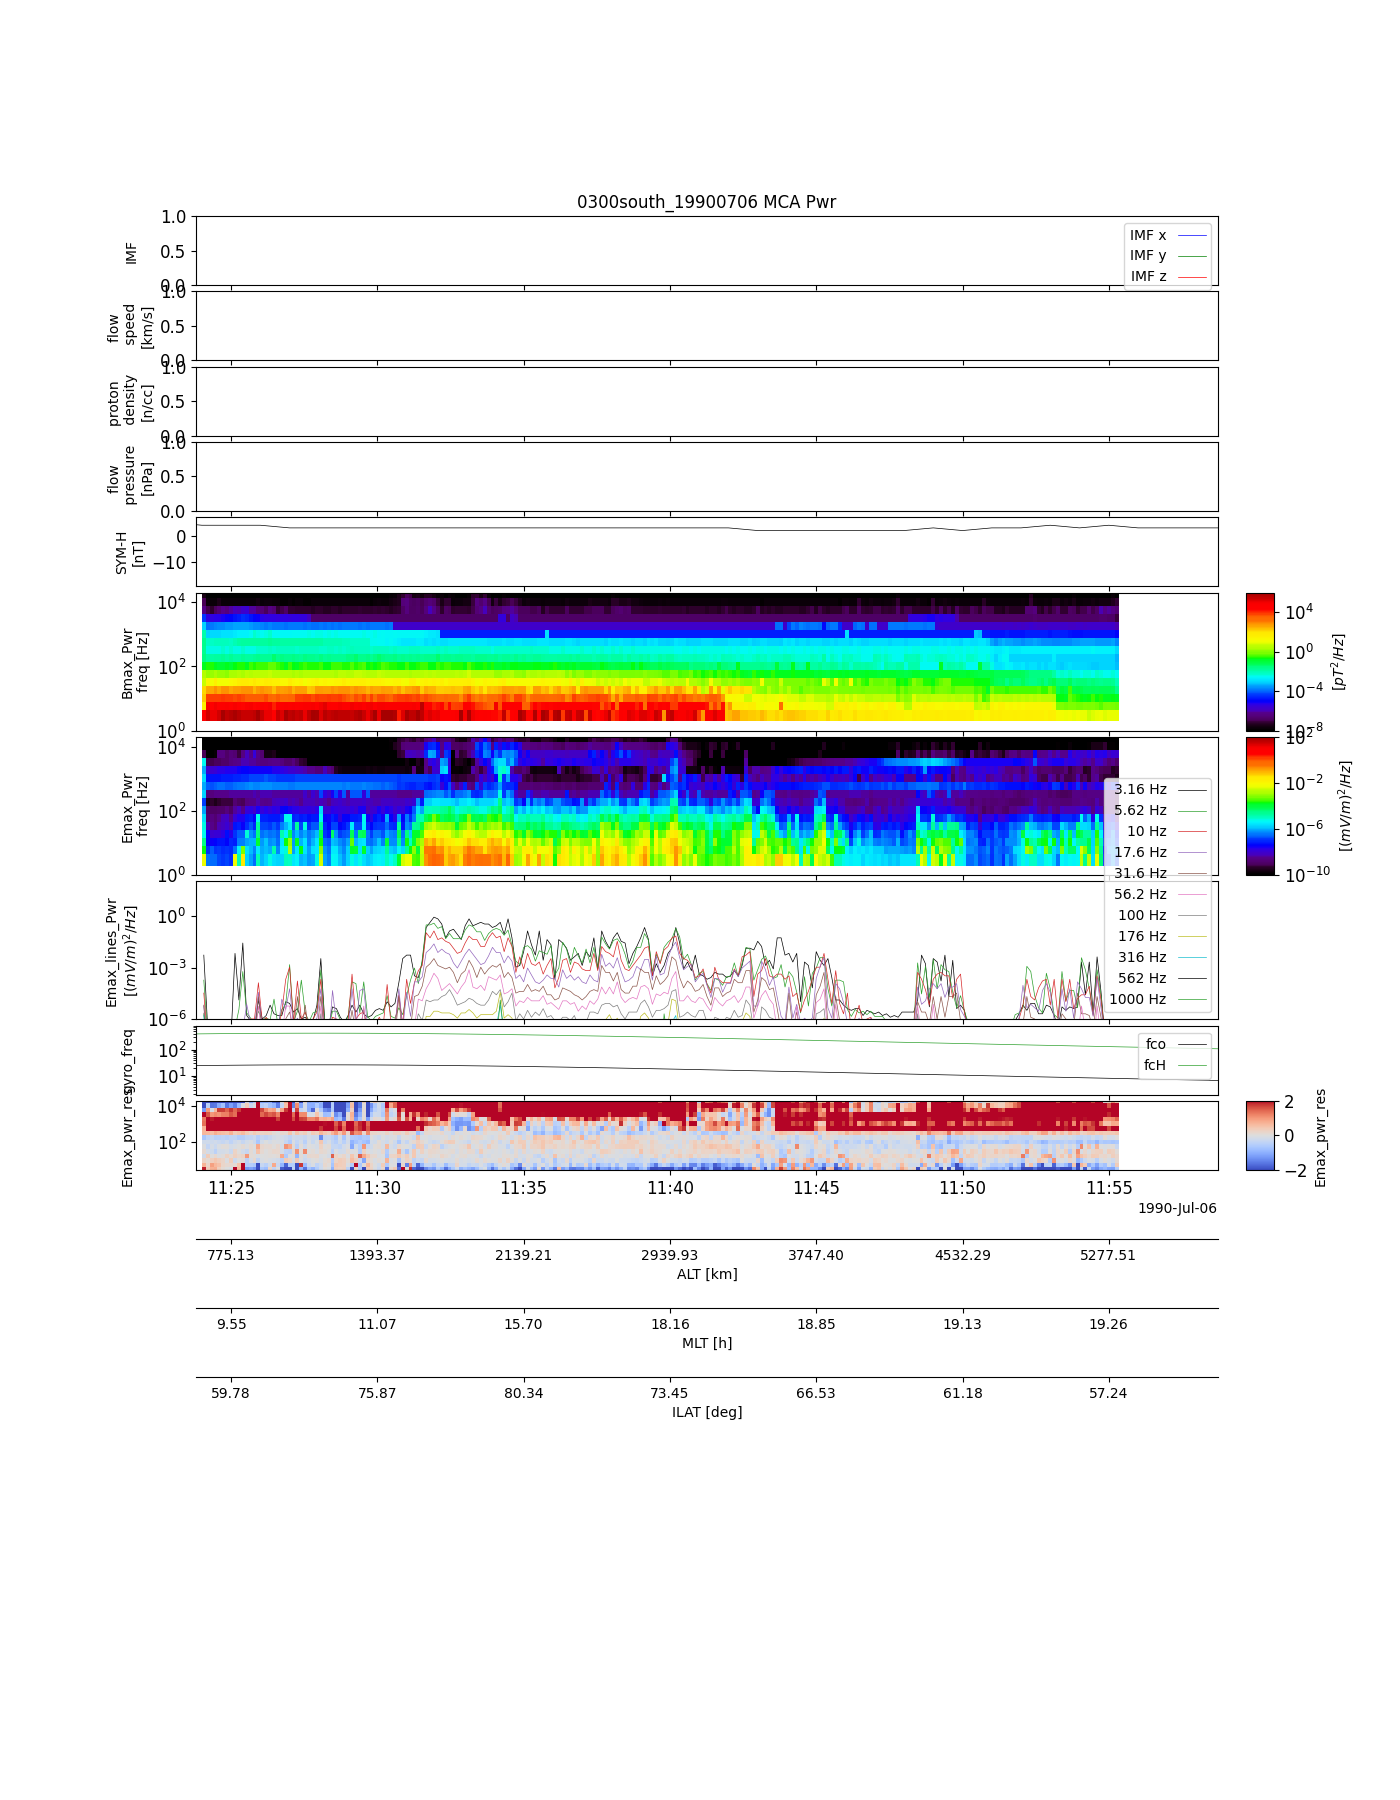 0300south_19900706 MCA Pwr
1.0
0.5
0.0
IMF
IMF x
IMF y
IMF z
1.0
0.5
0.0
flow
speed
[km/s]
1.0
0.5
0.0
proton
density
[n/cc]
1.0
0.5
0.0
flow
pressure
[nPa]
0
−10
SYM-H
[nT]
10^4
10^2
10^0
Bmax_Pwr
freq [Hz]
10^4
10^0
10^−4
10^−8
[pT^2/Hz]
10^4
10^2
10^0
Emax_Pwr
freq [Hz]
10^2
10^−2
10^−6
10^−10
[(mV/m)^2/Hz]
3.16 Hz
5.62 Hz
10 Hz
17.6 Hz
31.6 Hz
56.2 Hz
100 Hz
176 Hz
316 Hz
562 Hz
1000 Hz
10^0
10^−3
10^−6
Emax_lines_Pwr
[(mV/m)^2/Hz]
10^2
10^1
gyro_freq
fco
fcH
10^4
10^2
Emax_pwr_res
2
0
−2
Emax_pwr_res
11:25 11:30 11:35 11:40 11:45 11:50 11:55
1990-Jul-06
775.13 1393.37 2139.21 2939.93 3747.40 4532.29 5277.51
ALT [km]
9.55 11.07 15.70 18.16 18.85 19.13 19.26
MLT [h]
59.78 75.87 80.34 73.45 66.53 61.18 57.24
ILAT [deg]